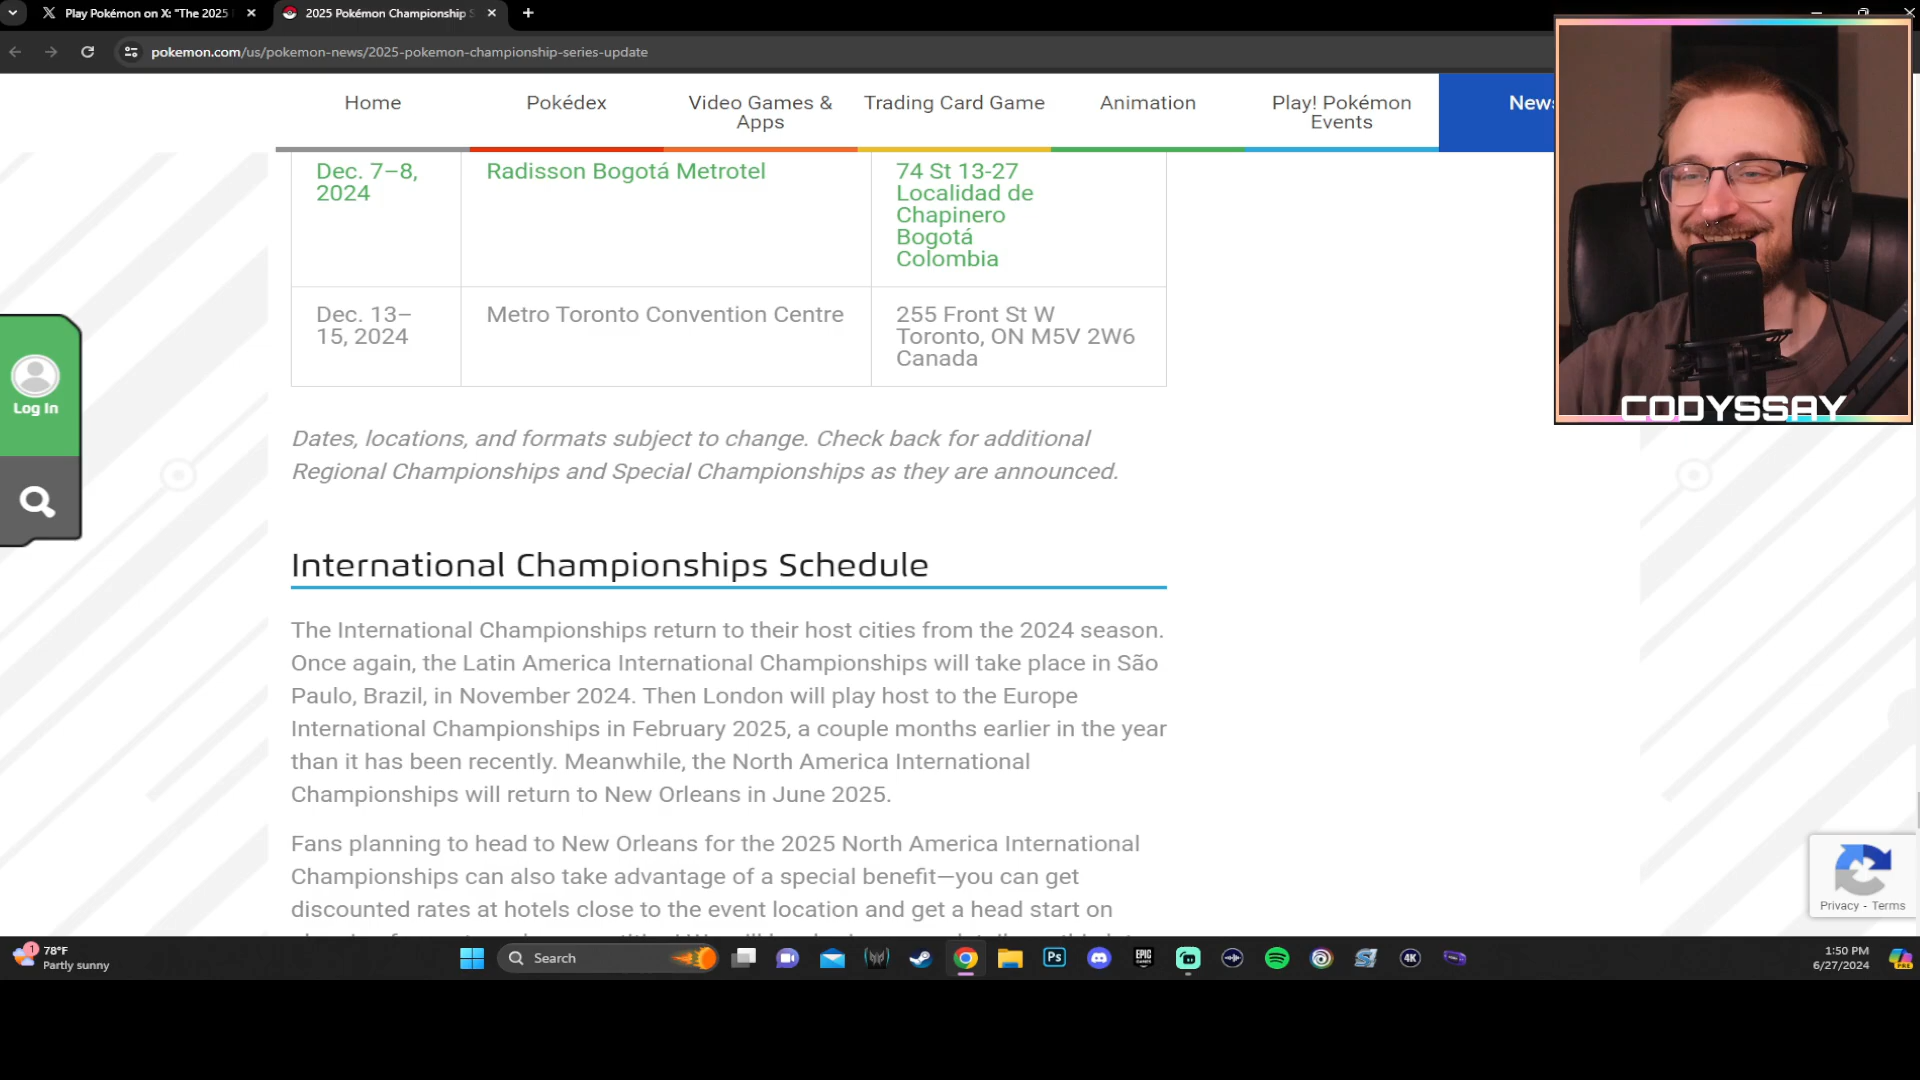 Play Pokémon on X: "The 2025
2025 Pokémon Championship S
pokemon.com/us/pokemon-news/2025-pokemon-championship-series-update
Home
Pokédex
Video Games &
Apps
Trading Card Game
Animation
Play! Pokémon
Events
News
Dec. 7–8,
2024
Radisson Bogotá Metrotel
74 St 13-27
Localidad de
Chapinero
Bogotá
Colombia
Dec. 13–
15, 2024
Metro Toronto Convention Centre
255 Front St W
Toronto, ON M5V 2W6
Canada
Log In
CODYSSAY
Dates, locations, and formats subject to change. Check back for additional
Regional Championships and Special Championships as they are announced.
International Championships Schedule
The International Championships return to their host cities from the 2024 season.
Once again, the Latin America International Championships will take place in São
Paulo, Brazil, in November 2024. Then London will play host to the Europe
International Championships in February 2025, a couple months earlier in the year
than it has been recently. Meanwhile, the North America International
Championships will return to New Orleans in June 2025.
Fans planning to head to New Orleans for the 2025 North America International
Championships can also take advantage of a special benefit—you can get
discounted rates at hotels close to the event location and get a head start on
Privacy - Terms
1
78°F
Partly sunny
Search
Ps
EPIC
GAMES
4K
1:50 PM
6/27/2024
PRE